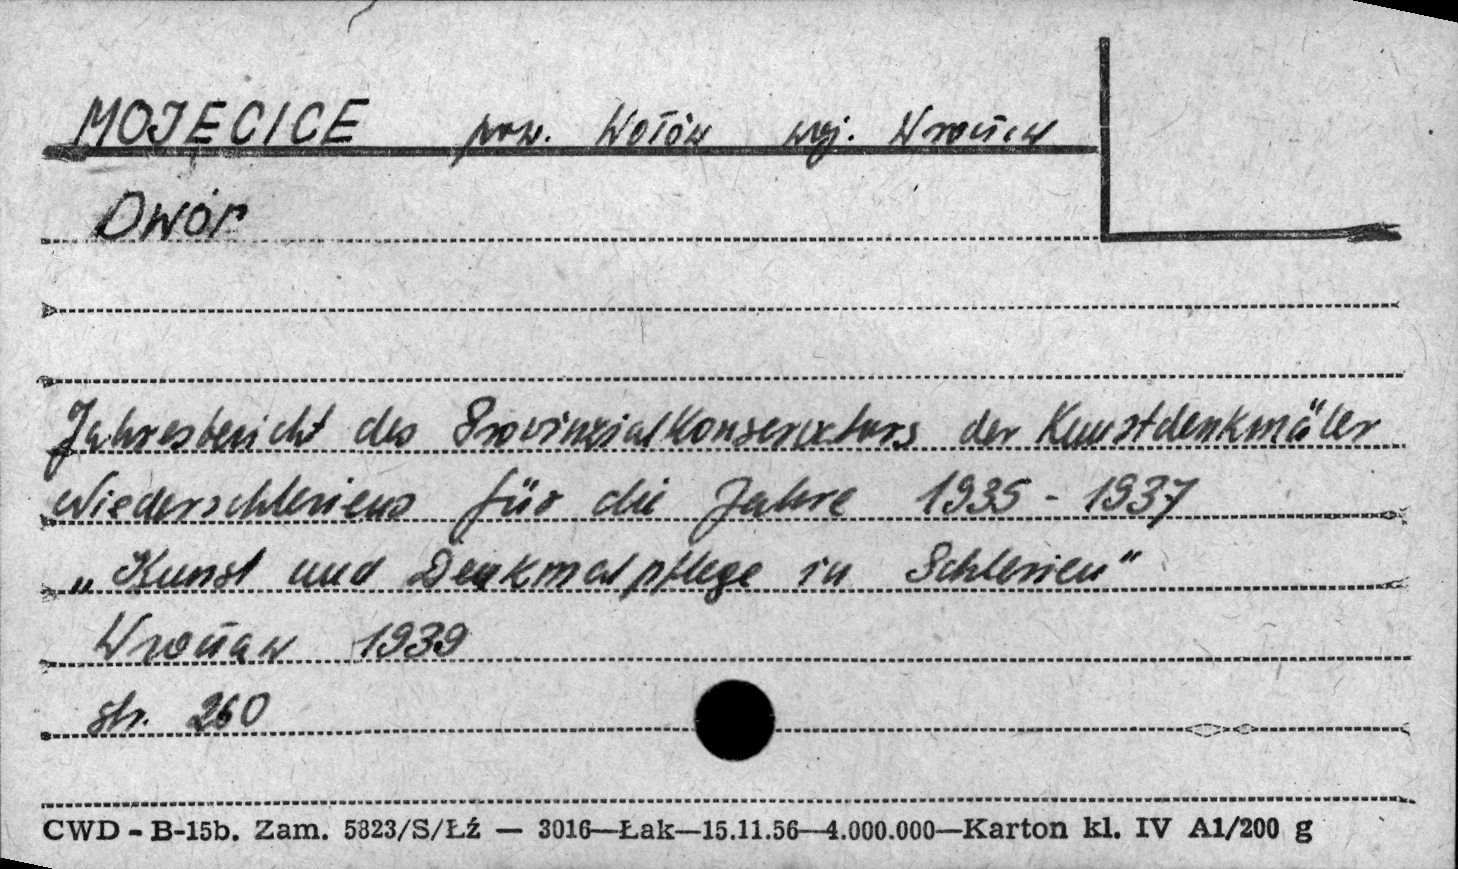 MOJĘCICE pow. Wołów woj. Wrocław
Dwór
Jahresbericht des Provinzialkonservators der Kunstdenkmäler
Niederschlesiens für die Jahre 1935 - 1937
„Kunst und Denkmalpflege in Schlesien"
Wrocław 1939
str. 260
CWD - B-15b. Zam. 5823/S/Łź — 3016—Łak—15.11.56—4.000.000—Karton kl. IV A1/200 g